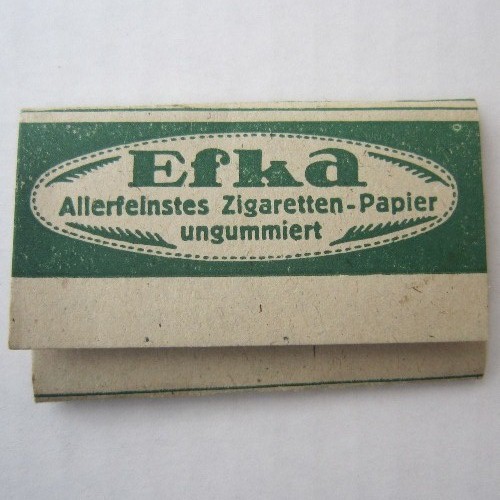 Efka
Allerfeinstes Zigaretten-Papier
ungummiert